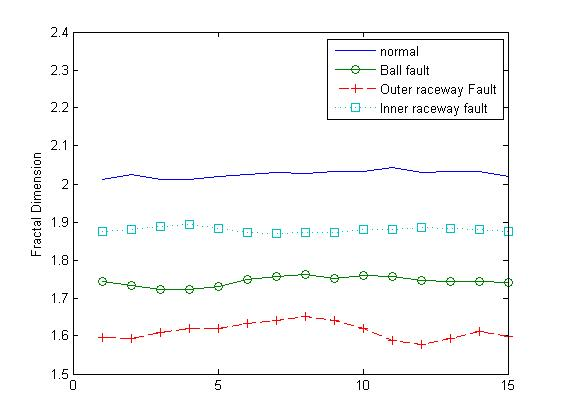 2.4
2.3
2.2
2.1
2
1.9
1.8
1.7
1.6
1.5
0
5
10
15
Fractal Dimension
normal
Ball fault
Outer raceway Fault
Inner raceway fault